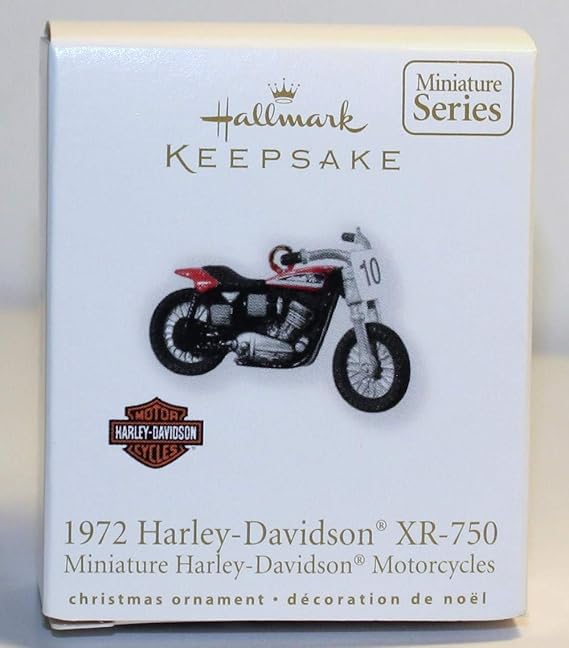 Hallmark
KEEPSAKE
Miniature
Series
10
MOTOR
HARLEY-DAVIDSON
CYCLES
1972 Harley-Davidson® XR-750
Miniature Harley-Davidson® Motorcycles
christmas ornament • décoration de noël